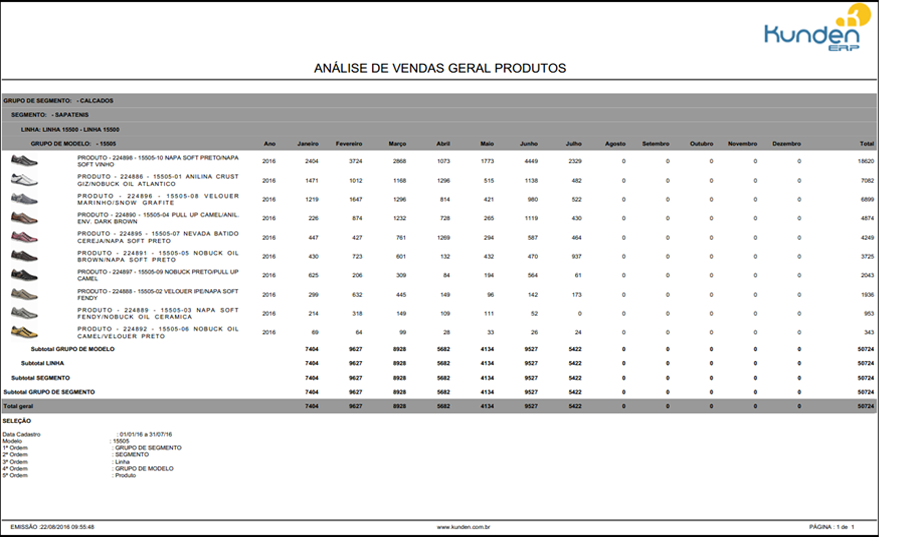 Kunden
ERP
ANÁLISE DE VENDAS GERAL PRODUTOS
GRUPO DE SEGMENTO: - CALCADOS
SEGMENTO: - SAPATENIS
LINHA: LINHA 15500 - LINHA 15500
GRUPO DE MODELO: - 15505 Ano Janeiro Fevereiro Março Abril Maio Junho Julho Agosto Setembro Outubro Novembro Dezembro Total
PRODUTO - 224898 - 15505-10 NAPA SOFT PRETO/NAPA
SOFT VINHO
2016 2404 3724 2868 1073 1773 4449 2329 0 0 0 0 0 18620
PRODUTO - 224886 - 15505-01 ANILINA CRUST
GIZ/NOBUCK OIL ATLANTICO
2016 1471 1012 1168 1296 515 1138 482 0 0 0 0 0 7082
PRODUTO - 224896 - 15505-08 VELOUER
MARINHO/SNOW GRAFITE
2016 1219 1647 1296 814 421 980 522 0 0 0 0 0 6899
PRODUTO - 224890 - 15505-04 PULL UP CAMEL/ANIL.
ENV. DARK BROWN
2016 226 874 1232 728 265 1119 430 0 0 0 0 0 4874
PRODUTO - 224895 - 15505-07 NEVADA BATIDO
CEREJA/NAPA SOFT PRETO
2016 447 427 761 1269 294 587 464 0 0 0 0 0 4249
PRODUTO - 224891 - 15505-05 NOBUCK OIL
BROWN/NAPA SOFT PRETO
2016 430 723 601 132 432 470 937 0 0 0 0 0 3725
PRODUTO - 224897 - 15505-09 NOBUCK PRETO/PULL UP
CAMEL
2016 625 206 309 84 194 564 61 0 0 0 0 0 2043
PRODUTO - 224888 - 15505-02 VELOUER IPE/NAPA SOFT
FENDY
2016 299 632 445 149 96 142 173 0 0 0 0 0 1936
PRODUTO - 224889 - 15505-03 NAPA SOFT
FENDY/NOBUCK OIL CERAMICA
2016 214 318 149 109 111 52 0 0 0 0 0 0 953
PRODUTO - 224892 - 15505-06 NOBUCK OIL
CAMEL/VELOUER PRETO
2016 69 64 99 28 33 26 24 0 0 0 0 0 343
Subtotal GRUPO DE MODELO 7404 9627 8928 5682 4134 9527 5422 0 0 0 0 0 50724
Subtotal LINHA 7404 9627 8928 5682 4134 9527 5422 0 0 0 0 0 50724
Subtotal SEGMENTO 7404 9627 8928 5682 4134 9527 5422 0 0 0 0 0 50724
Subtotal GRUPO DE SEGMENTO 7404 9627 8928 5682 4134 9527 5422 0 0 0 0 0 50724
Total geral 7404 9627 8928 5682 4134 9527 5422 0 0 0 0 0 50724
SELEÇÃO
Data Cadastro : 01/01/16 a 31/07/16
Modelo : 15505
1ª Ordem : GRUPO DE SEGMENTO
2ª Ordem : SEGMENTO
3ª Ordem : Linha
4ª Ordem : GRUPO DE MODELO
5ª Ordem : Produto
EMISSÃO :22/08/2016 09:55:48 www.kunden.com.br PÁGINA : 1 de 1